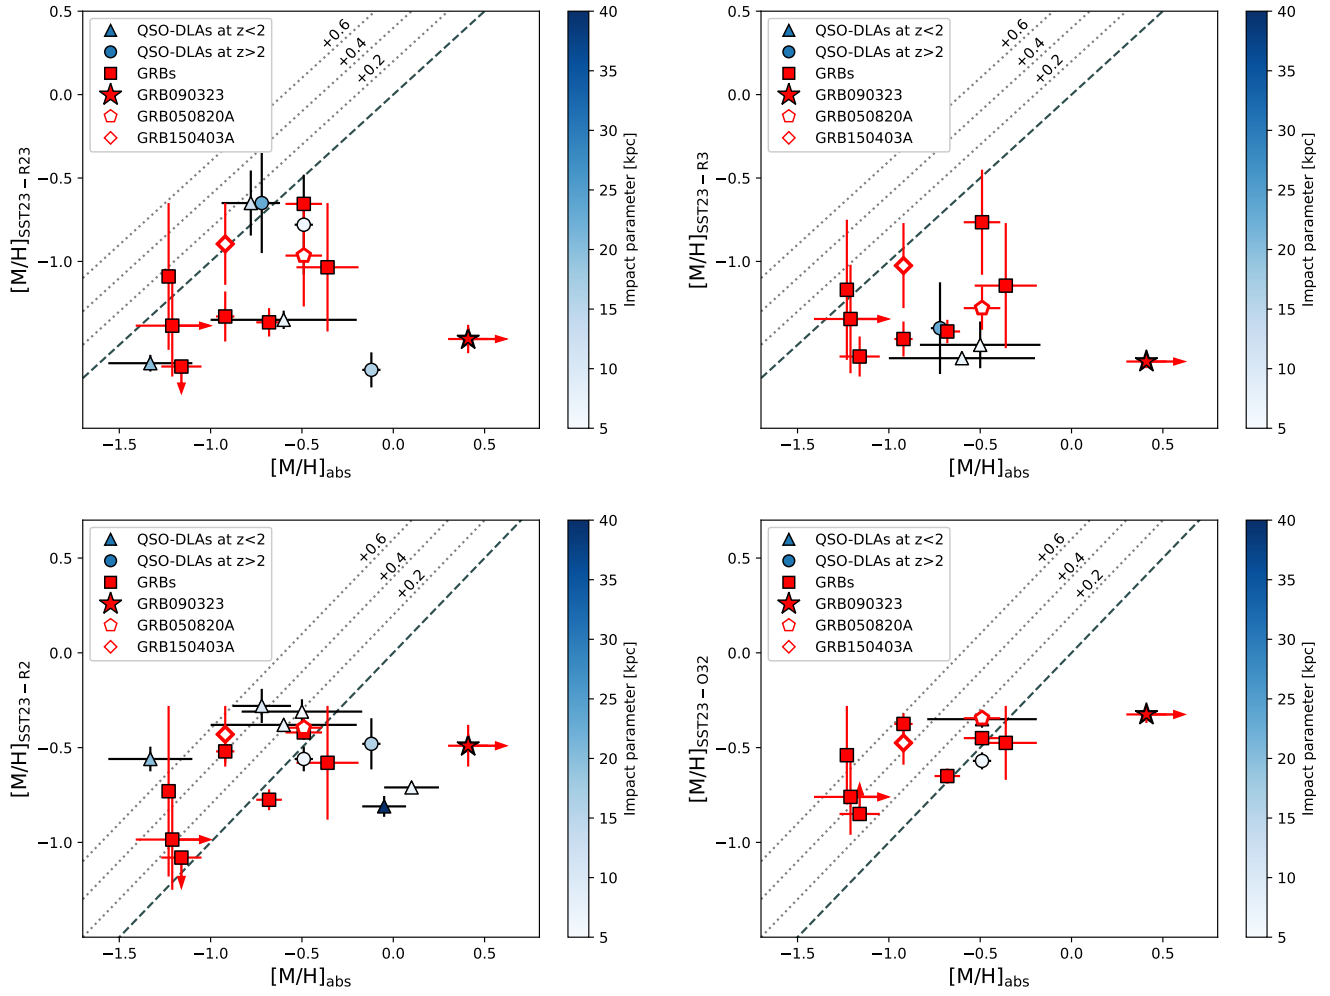 0.5
0.0
−0.5
−1.0
−1.5
−1.0
−0.5
0.0
0.5
[M/H]abs
[M/H]SST23−R23
QSO-DLAs at z<2
QSO-DLAs at z>2
GRBs
GRB090323
GRB050820A
GRB150403A
+0.6
+0.4
+0.2
40
35
30
25
20
15
10
5
Impact parameter [kpc]
0.5
0.0
−0.5
−1.0
−1.5
−1.0
−0.5
0.0
0.5
[M/H]abs
[M/H]SST23−R3
QSO-DLAs at z<2
QSO-DLAs at z>2
GRBs
GRB090323
GRB050820A
GRB150403A
+0.6
+0.4
+0.2
40
35
30
25
20
15
10
5
Impact parameter [kpc]
0.5
0.0
−0.5
−1.0
−1.5
−1.0
−0.5
0.0
0.5
[M/H]abs
[M/H]SST23−R2
QSO-DLAs at z<2
QSO-DLAs at z>2
GRBs
GRB090323
GRB050820A
GRB150403A
+0.6
+0.4
+0.2
40
35
30
25
20
15
10
5
Impact parameter [kpc]
0.5
0.0
−0.5
−1.0
−1.5
−1.0
−0.5
0.0
0.5
[M/H]abs
[M/H]SST23−O32
QSO-DLAs at z<2
QSO-DLAs at z>2
GRBs
GRB090323
GRB050820A
GRB150403A
+0.6
+0.4
+0.2
40
35
30
25
20
15
10
5
Impact parameter [kpc]